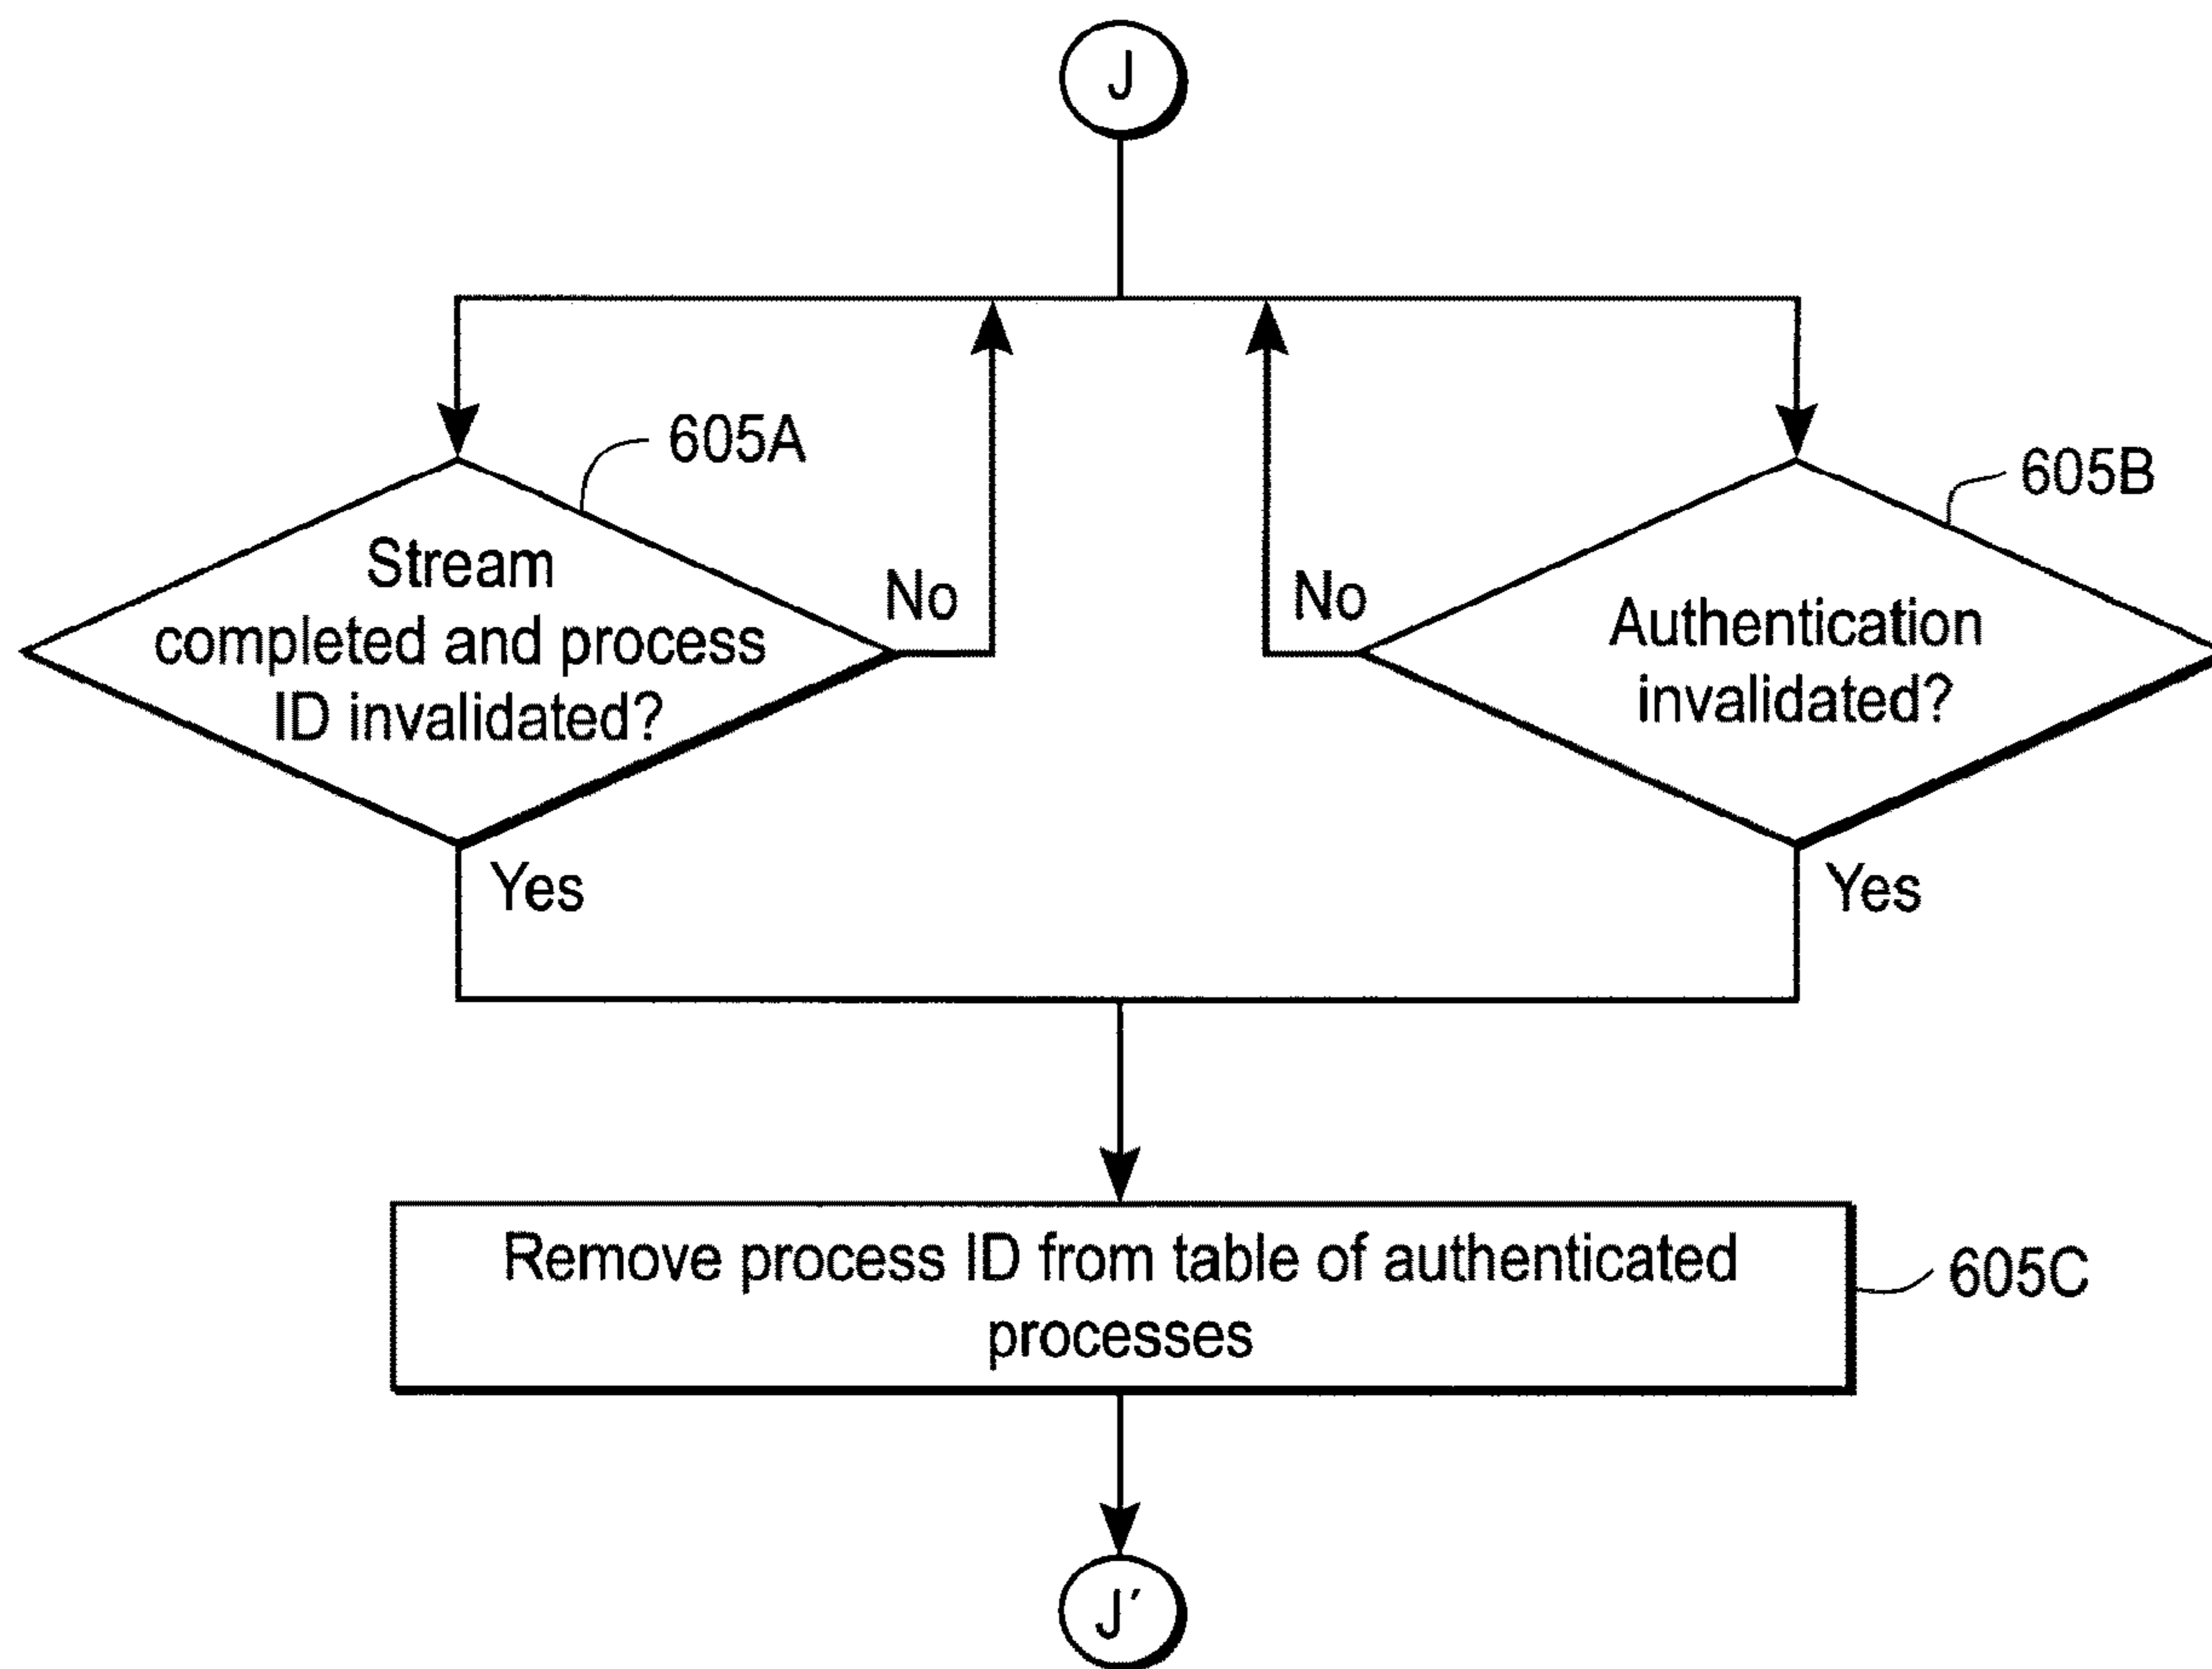 J
605A
605B
Stream
completed and process
ID invalidated?
No
No
Authentication
invalidated?
Yes
Yes
Remove process ID from table of authenticated
processes
605C
J′